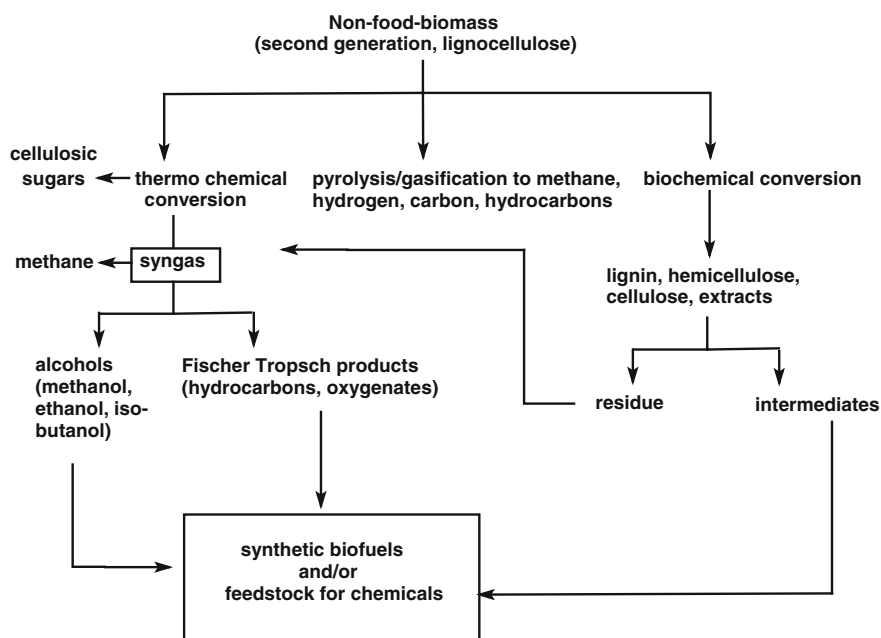 Non-food-biomass
(second generation, lignocellulose)
cellulosic
sugars
thermo chemical
conversion
pyrolysis/gasification to methane,
hydrogen, carbon, hydrocarbons
biochemical conversion
methane
syngas
lignin, hemicellulose,
cellulose, extracts
alcohols
(methanol,
ethanol, iso-
butanol)
Fischer Tropsch products
(hydrocarbons, oxygenates)
residue
intermediates
synthetic biofuels
and/or
feedstock for chemicals